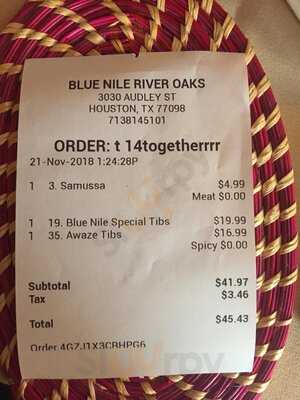 BLUE NILE RIVER OAKS
3030 AUDLEY ST
HOUSTON, TX 77098
7138145101
ORDER: t 14togetherrrr
21-Nov-2018 1:24:28P
1 3. Samussa $4.99
Meat $0.00
1 19. Blue Nile Special Tibs $19.99
1 35. Awaze Tibs $16.99
Spicy $0.00
Subtotal $41.97
Tax $3.46
Total $45.43
Order 4GZJ1X3CBHPG6